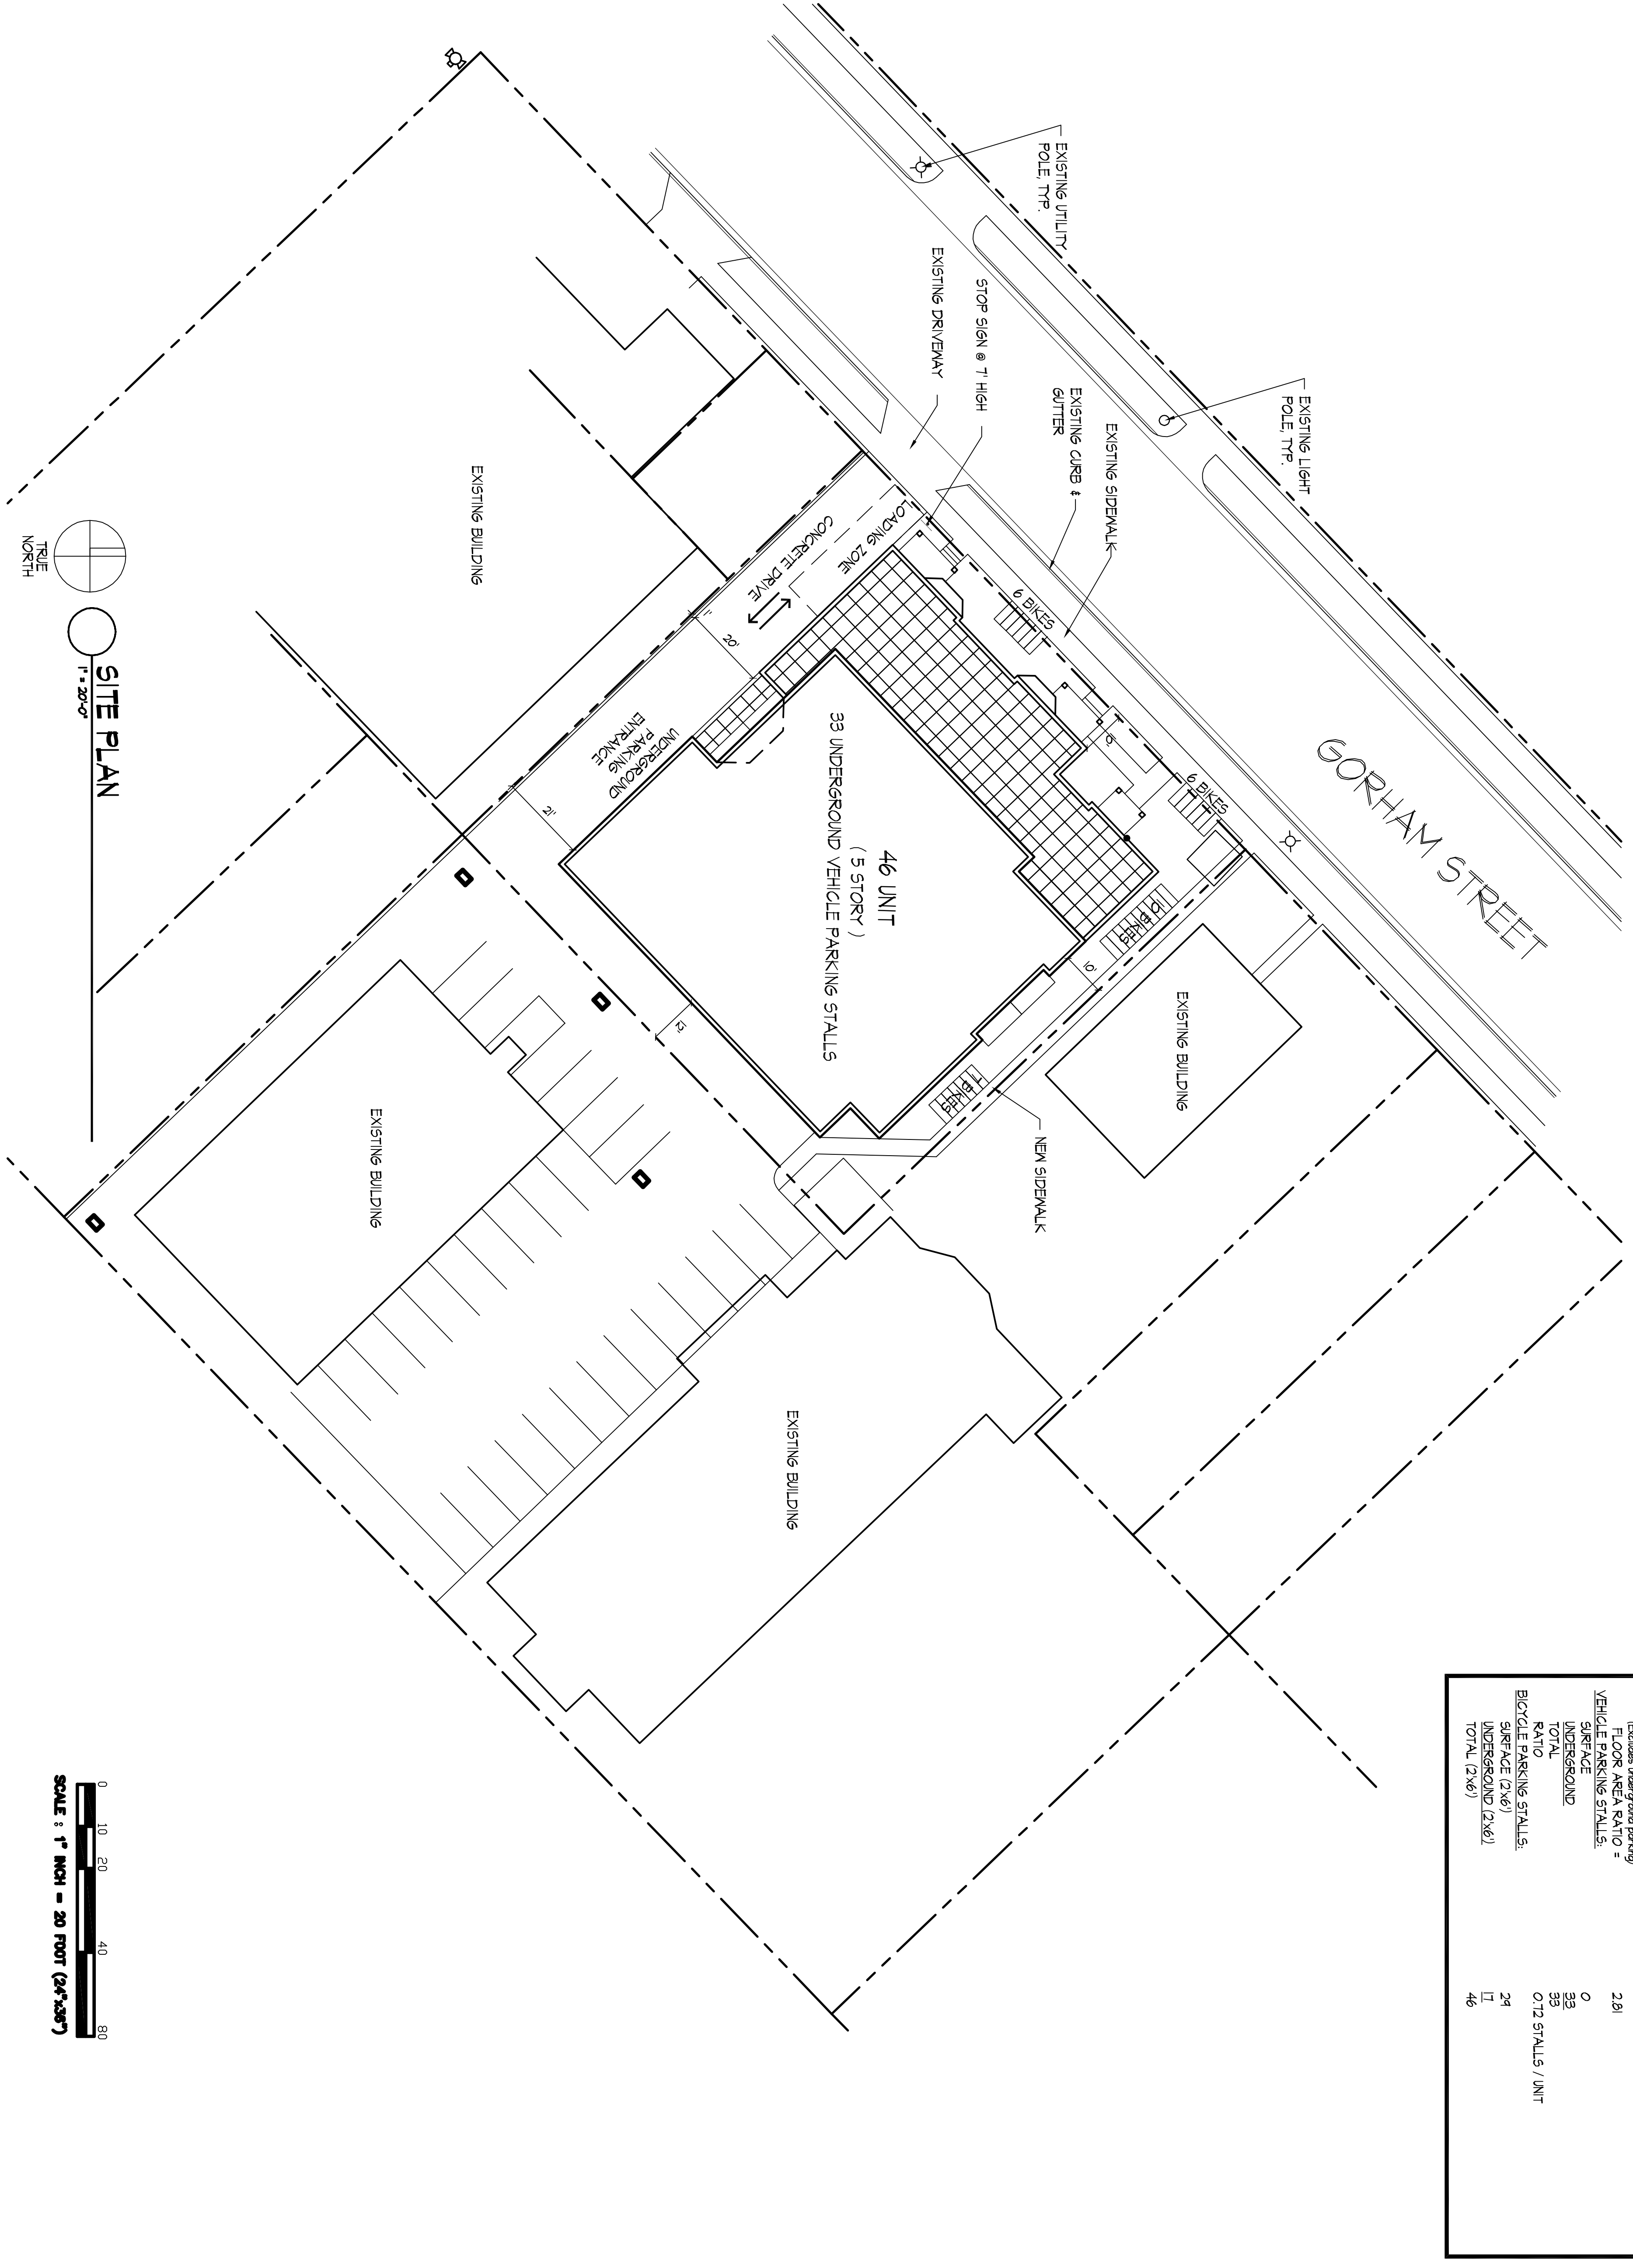 EXISTING UTILITY
POLE, TYP.
EXISTING LIGHT
POLE, TYP.
EXISTING DRIVEWAY
STOP SIGN @ 7' HIGH
EXISTING CURB &
GUTTER
EXISTING SIDEWALK
GORHAM STREET
LOADING ZONE
CONCRETE DRIVE
6 BIKES
6 BIKES
10 BIKES
7 BIKES
1'
20'
21'
12'
10'
UNDERGROUND
PARKING
ENTRANCE
46 UNIT
( 5 STORY )
33 UNDERGROUND VEHICLE PARKING STALLS
NEW SIDEWALK
EXISTING BUILDING
EXISTING BUILDING
EXISTING BUILDING
EXISTING BUILDING
(Excludes underground parking)
FLOOR AREA RATIO = 2.81
VEHICLE PARKING STALLS:
SURFACE 0
UNDERGROUND 33
TOTAL 33
RATIO 0.72 STALLS / UNIT
BICYCLE PARKING STALLS:
SURFACE (2'x6') 29
UNDERGROUND (2'x6') 17
TOTAL (2'x6') 46
SITE PLAN
1" = 20'-0"
TRUE
NORTH
0 10 20 40 80
SCALE : 1" INCH = 20 FOOT (24"x36")